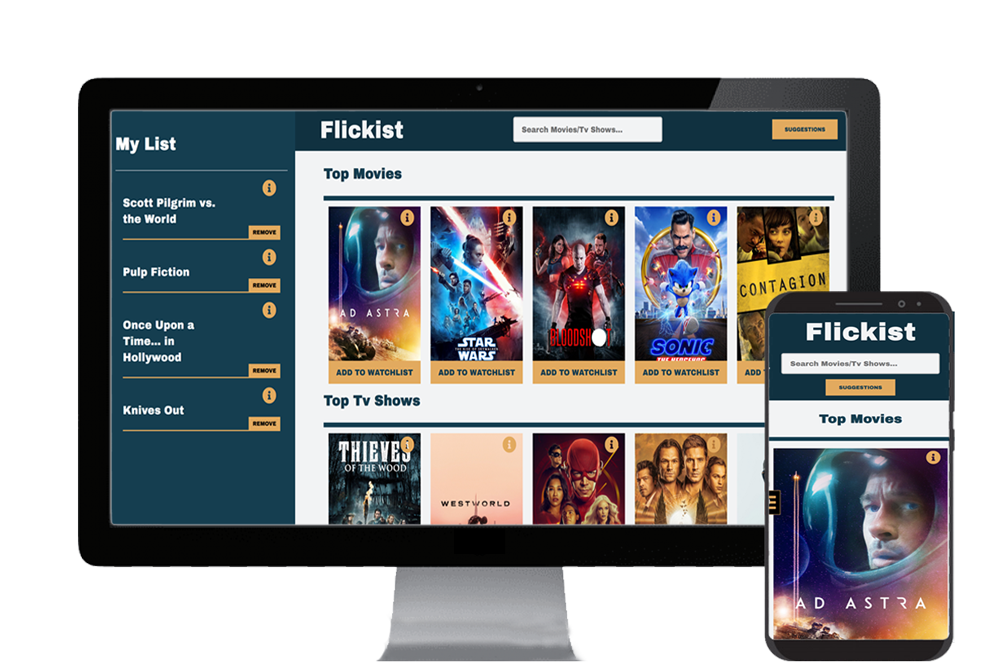 My List
Scott Pilgrim vs.
the World
REMOVE
Pulp Fiction
REMOVE
Once Upon a
Time... in
Hollywood
REMOVE
Knives Out
REMOVE
Flickist
Search Movies/Tv Shows...
SUGGESTIONS
Top Movies
AD ASTRA
STAR
WARS
BLOODSHOT
SONIC
THE HEDGEHOG
CONTAGION
ADD TO WATCHLIST
ADD TO WATCHLIST
ADD TO WATCHLIST
ADD TO WATCHLIST
ADD TO
Top Tv Shows
THIEVES
OF THE WOOD
WESTWORLD
Flickist
Search Movies/Tv Shows...
SUGGESTIONS
Top Movies
AD ASTRA